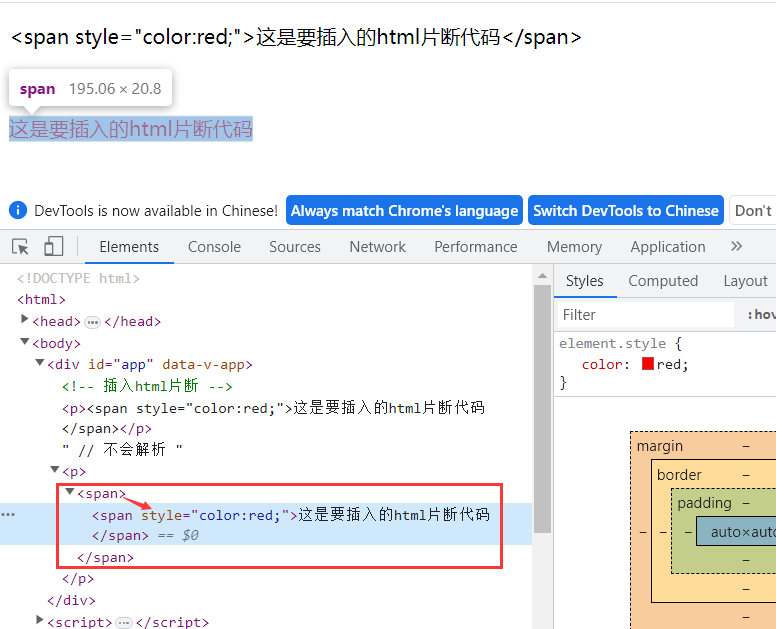 <span style="color:red;">这是要插入的html片断代码</span>
span 195.06 × 20.8
这是要插入的html片断代码
DevTools is now available in Chinese! Always match Chrome's language Switch DevTools to Chinese Don't
Elements Console Sources Network Performance Memory Application »
<!DOCTYPE html>
<html>
<head> ••• </head>
<body>
<div id="app" data-v-app>
<!-- 插入html片断 -->
<p><span style="color:red;">这是要插入的html片断代码
</span></p>
" // 不会解析 "
<p>
<span>
<span style="color:red;">这是要插入的html片断代码
</span> == $0
</span>
</p>
</div>
<script> ••• </script>
Styles Computed Layout
Filter :hov
element.style {
color: red;
}
margin –
border –
padding –
– – – auto×auto
–
–
–